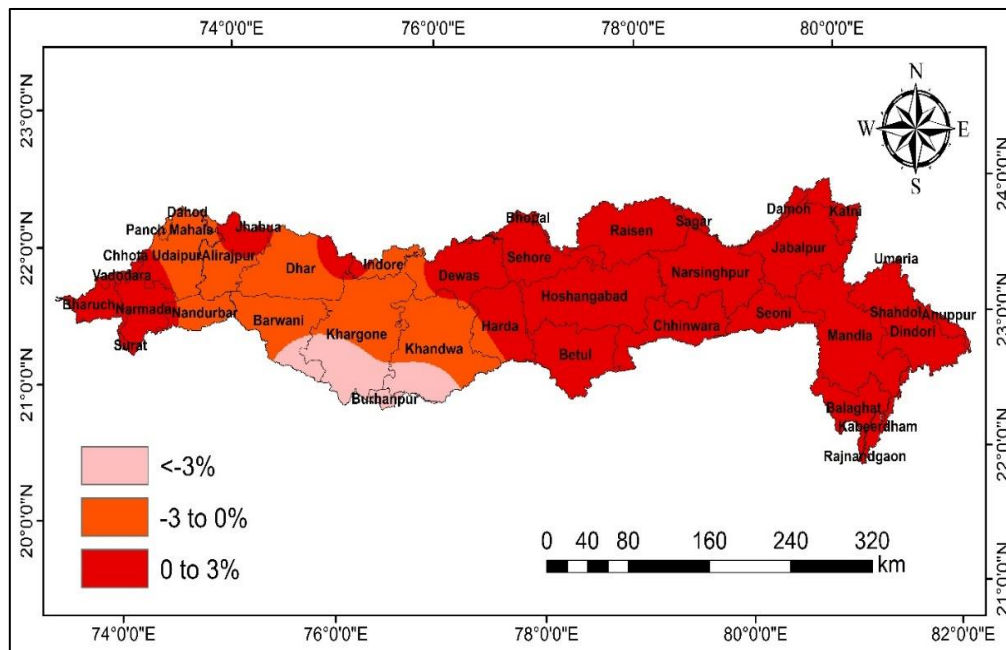 74°0'0"E 76°0'0"E 78°0'0"E 80°0'0"E
23°0'0"N
22°0'0"N
21°0'0"N
20°0'0"N
24°0'0"N
23°0'0"N
22°0'0"N
21°0'0"N
N
W E
S
Dahod
Panch Mahals
Jhabua
Chhota Udaipur
Alirajpur
Vadodara
Bharuch
Narmada
Surat
Nandurbar
Dhar
Indore
Barwani
Khargone
Khandwa
Burhanpur
Dewas
Harda
Bhopal
Sehore
Raisen
Sagar
Hoshangabad
Betul
Narsinghpur
Chhinwara
Damoh
Katni
Jabalpur
Seoni
Umeria
Shahdol
Anuppur
Dindori
Mandla
Balaghat
Kabeerdham
Rajnandgaon
<-3%
-3 to 0%
0 to 3%
0 40 80 160 240 320
km
74°0'0"E 76°0'0"E 78°0'0"E 80°0'0"E 82°0'0"E